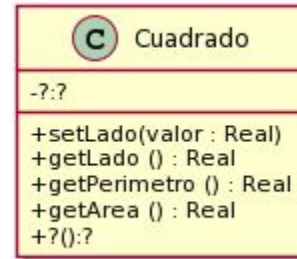 C Cuadrado
-?:?
+setLado(valor : Real)
+getLado () : Real
+getPerimetro () : Real
+getArea () : Real
+?():?